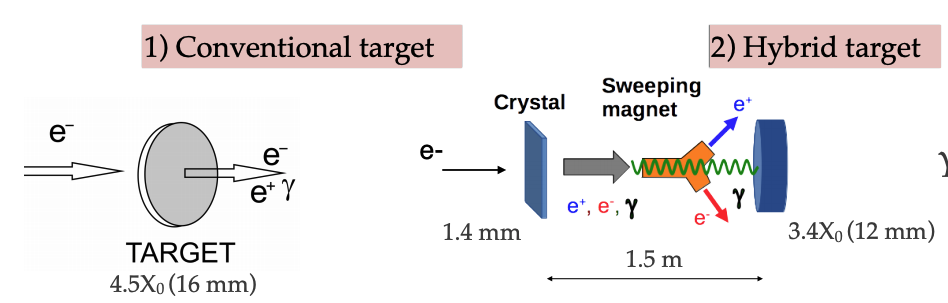 1) Conventional target
e⁻
e⁻
e⁺ γ
TARGET
4.5X₀ (16 mm)
2) Hybrid target
Sweeping
magnet
Crystal
e-
e⁺
e⁺, e⁻, γ
e⁻
γ
1.4 mm
3.4X₀ (12 mm)
1.5 m